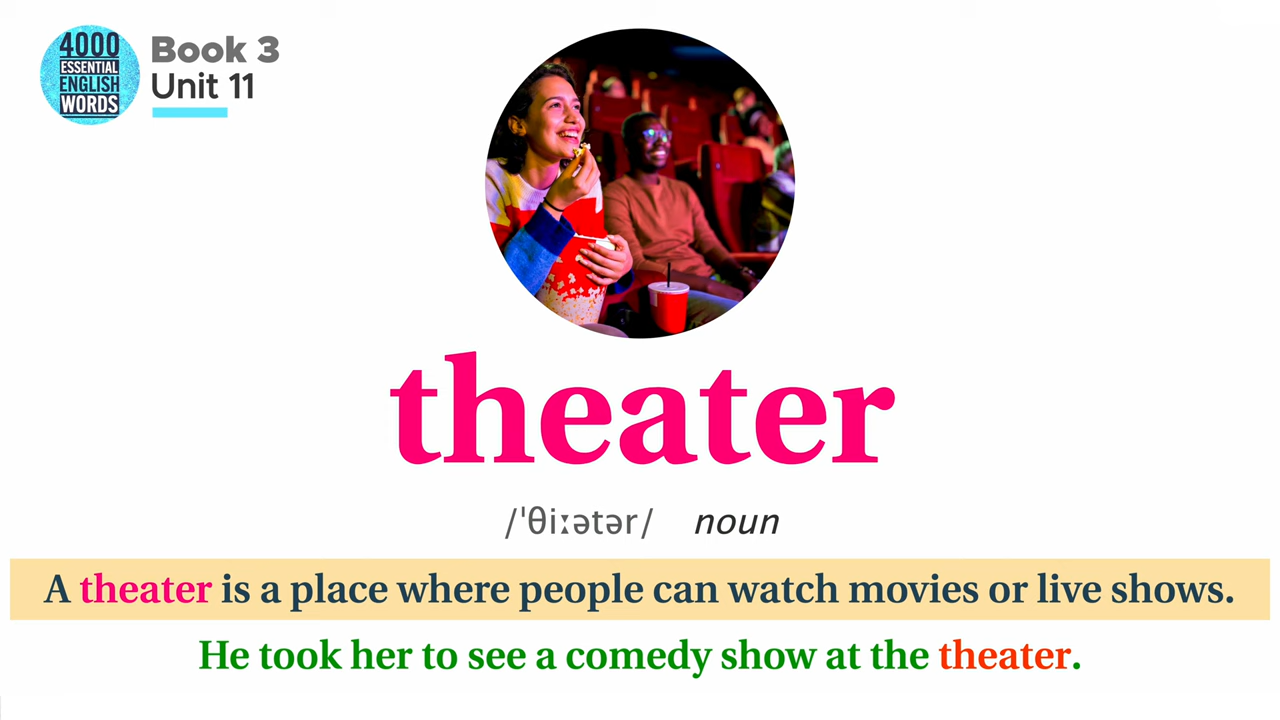 4000
ESSENTIAL
ENGLISH
WORDS
Book 3
Unit 11
theater
/ˈθiːətər/ noun
A theater is a place where people can watch movies or live shows.
He took her to see a comedy show at the theater.